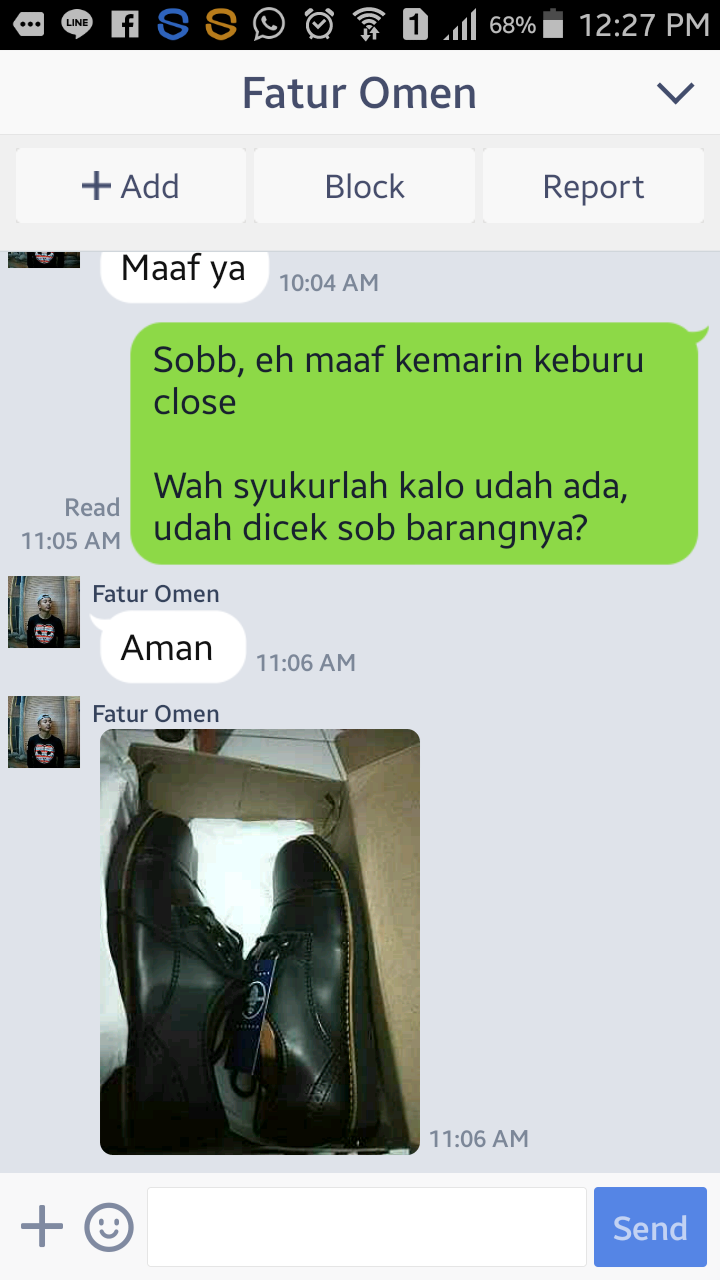 LINE
1
68%
12:27 PM
Fatur Omen
+ Add
Block
Report
Maaf ya
10:04 AM
Sobb, eh maaf kemarin keburu
close
Wah syukurlah kalo udah ada,
udah dicek sob barangnya?
Read
11:05 AM
Fatur Omen
Aman
11:06 AM
Fatur Omen
11:06 AM
Send